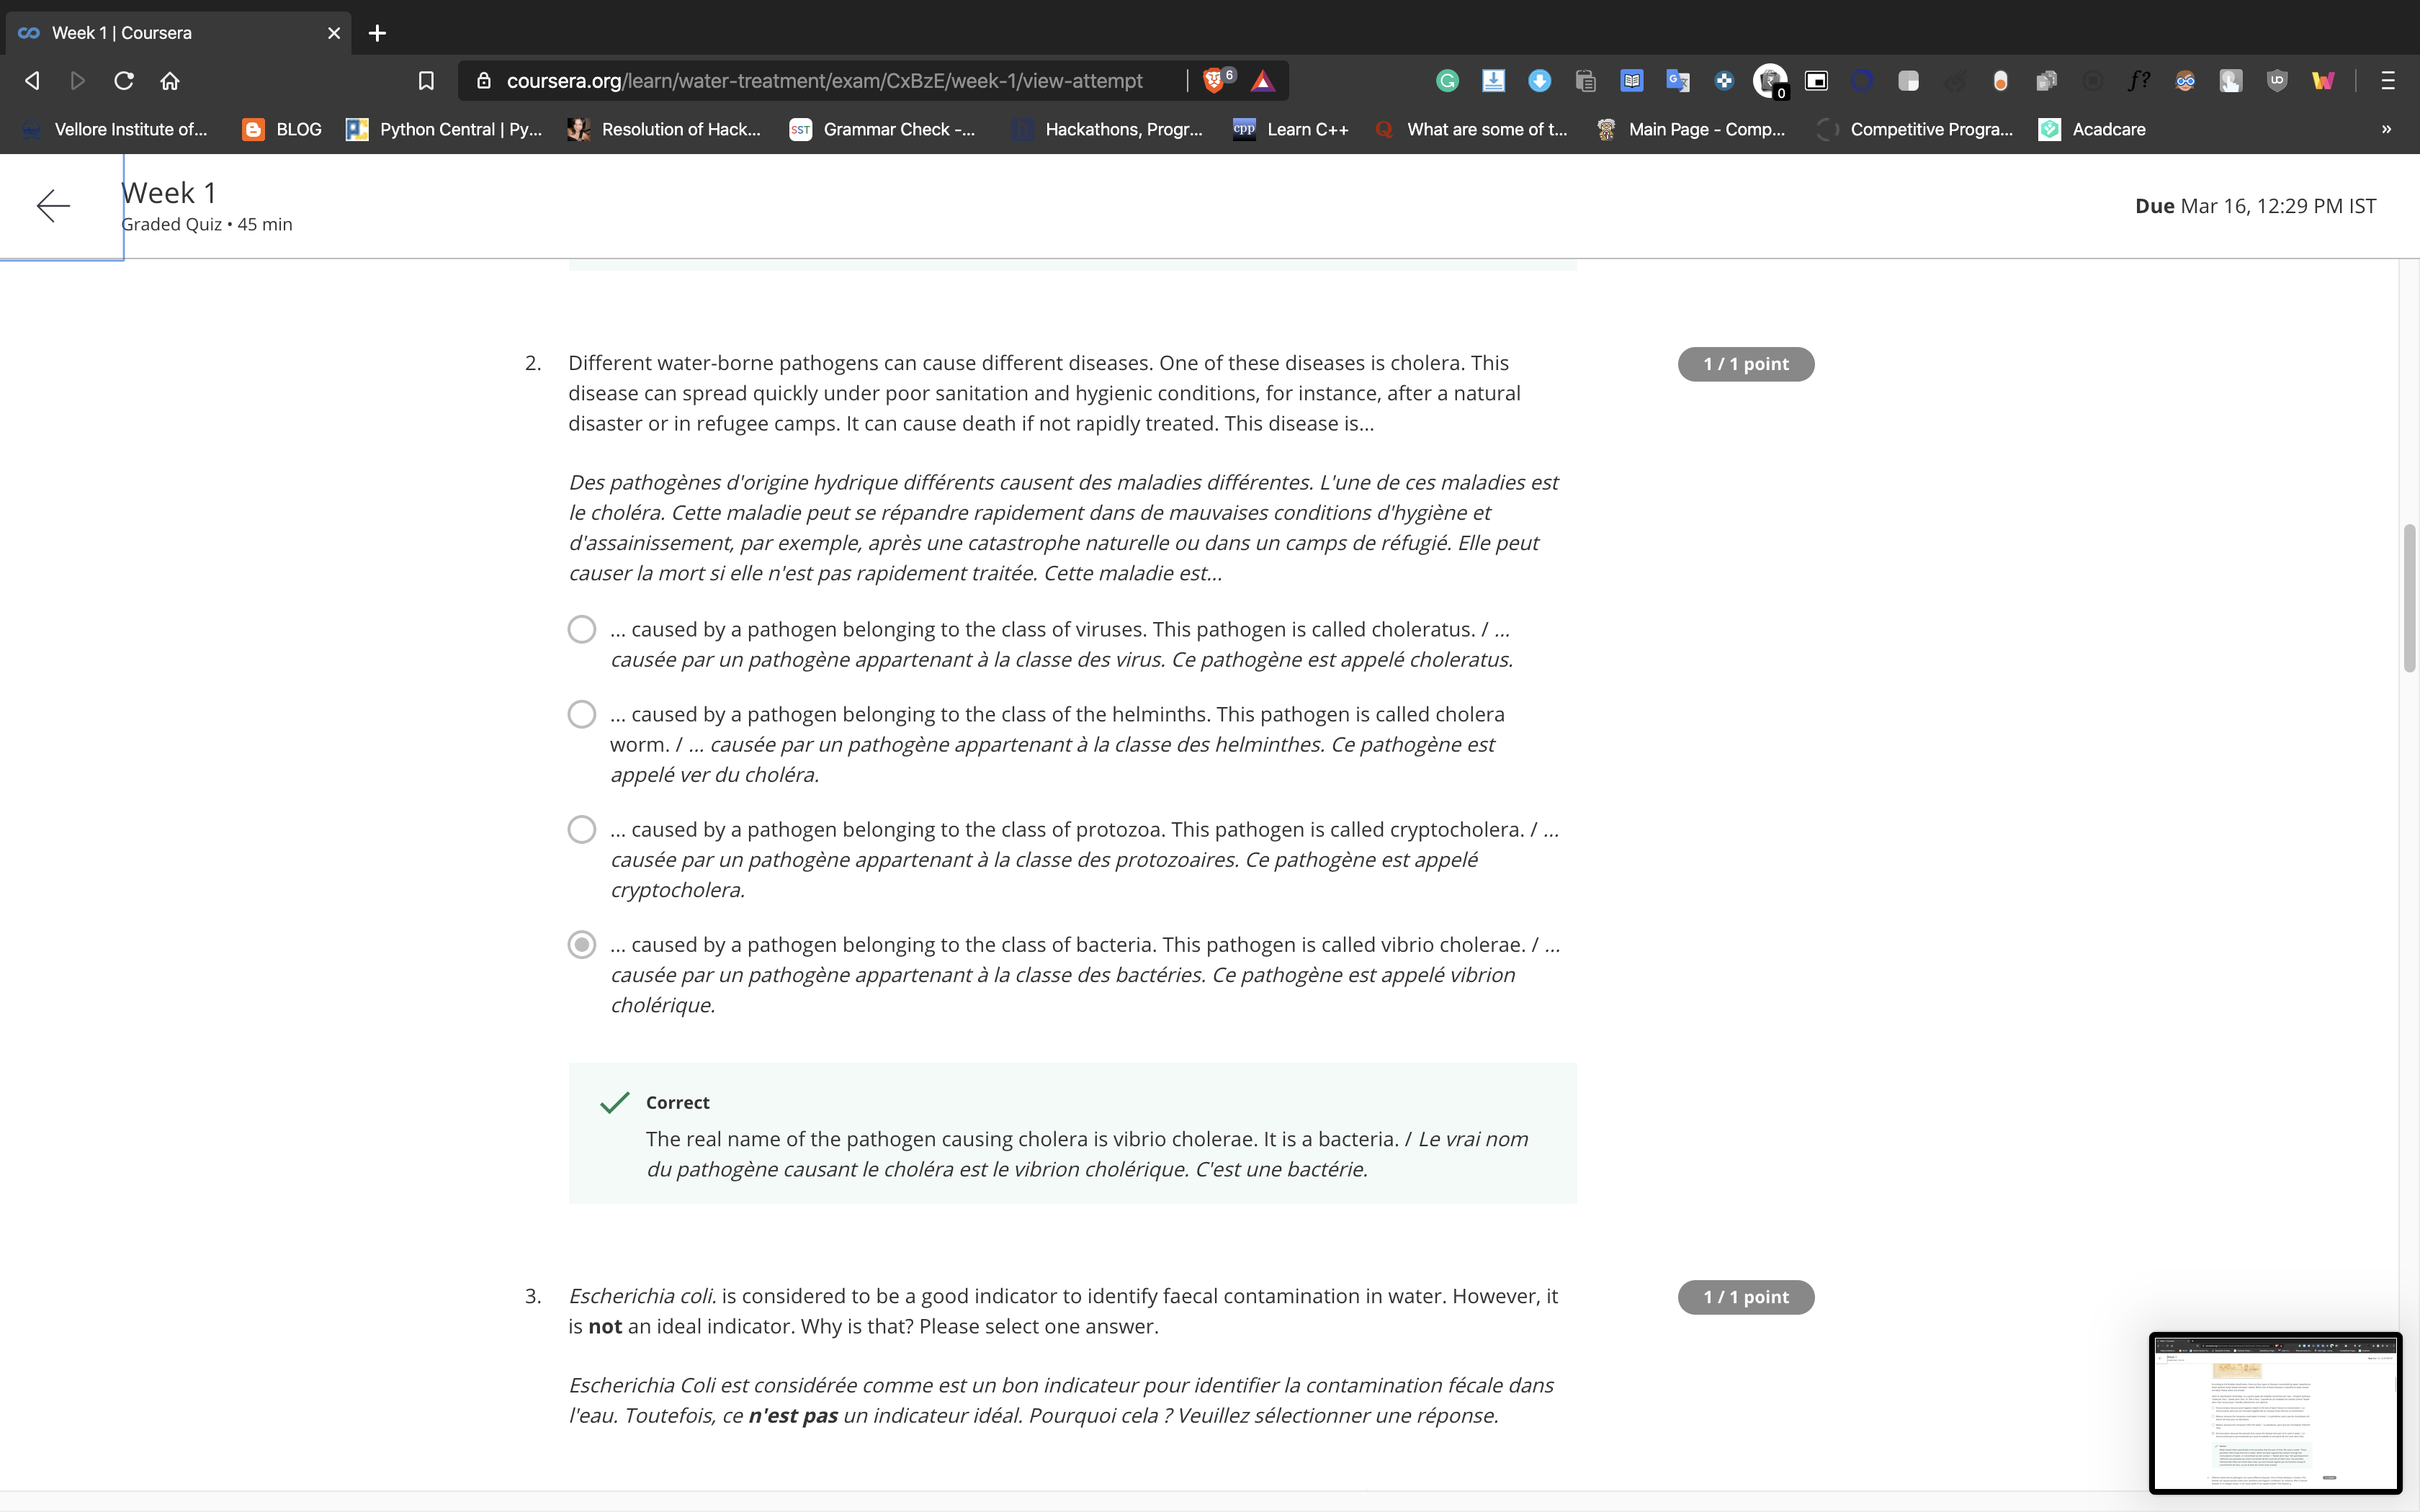 Week 1 | Coursera
coursera.org/learn/water-treatment/exam/CxBzE/week-1/view-attempt
6
0
Vellore Institute of...
BLOG
Python Central | Py...
Resolution of Hack...
SST
Grammar Check -...
Hackathons, Progr...
cpp
Learn C++
What are some of t...
Main Page - Comp...
Competitive Progra...
Acadcare
Week 1
Graded Quiz • 45 min
Due Mar 16, 12:29 PM IST
2.
Different water-borne pathogens can cause different diseases. One of these diseases is cholera. This
disease can spread quickly under poor sanitation and hygienic conditions, for instance, after a natural
disaster or in refugee camps. It can cause death if not rapidly treated. This disease is...
1 / 1 point
Des pathogènes d'origine hydrique différents causent des maladies différentes. L'une de ces maladies est
le choléra. Cette maladie peut se répandre rapidement dans de mauvaises conditions d'hygiène et
d'assainissement, par exemple, après une catastrophe naturelle ou dans un camps de réfugié. Elle peut
causer la mort si elle n'est pas rapidement traitée. Cette maladie est...
... caused by a pathogen belonging to the class of viruses. This pathogen is called choleratus. / ...
causée par un pathogène appartenant à la classe des virus. Ce pathogène est appelé choleratus.
... caused by a pathogen belonging to the class of the helminths. This pathogen is called cholera
worm. / ... causée par un pathogène appartenant à la classe des helminthes. Ce pathogène est
appelé ver du choléra.
... caused by a pathogen belonging to the class of protozoa. This pathogen is called cryptocholera. / ...
causée par un pathogène appartenant à la classe des protozoaires. Ce pathogène est appelé
cryptocholera.
... caused by a pathogen belonging to the class of bacteria. This pathogen is called vibrio cholerae. / ...
causée par un pathogène appartenant à la classe des bactéries. Ce pathogène est appelé vibrion
cholérique.
Correct
The real name of the pathogen causing cholera is vibrio cholerae. It is a bacteria. / Le vrai nom
du pathogène causant le choléra est le vibrion cholérique. C'est une bactérie.
3.
Escherichia coli. is considered to be a good indicator to identify faecal contamination in water. However, it
is not an ideal indicator. Why is that? Please select one answer.
1 / 1 point
Escherichia Coli est considérée comme est un bon indicateur pour identifier la contamination fécale dans
l'eau. Toutefois, ce n'est pas un indicateur idéal. Pourquoi cela ? Veuillez sélectionner une réponse.